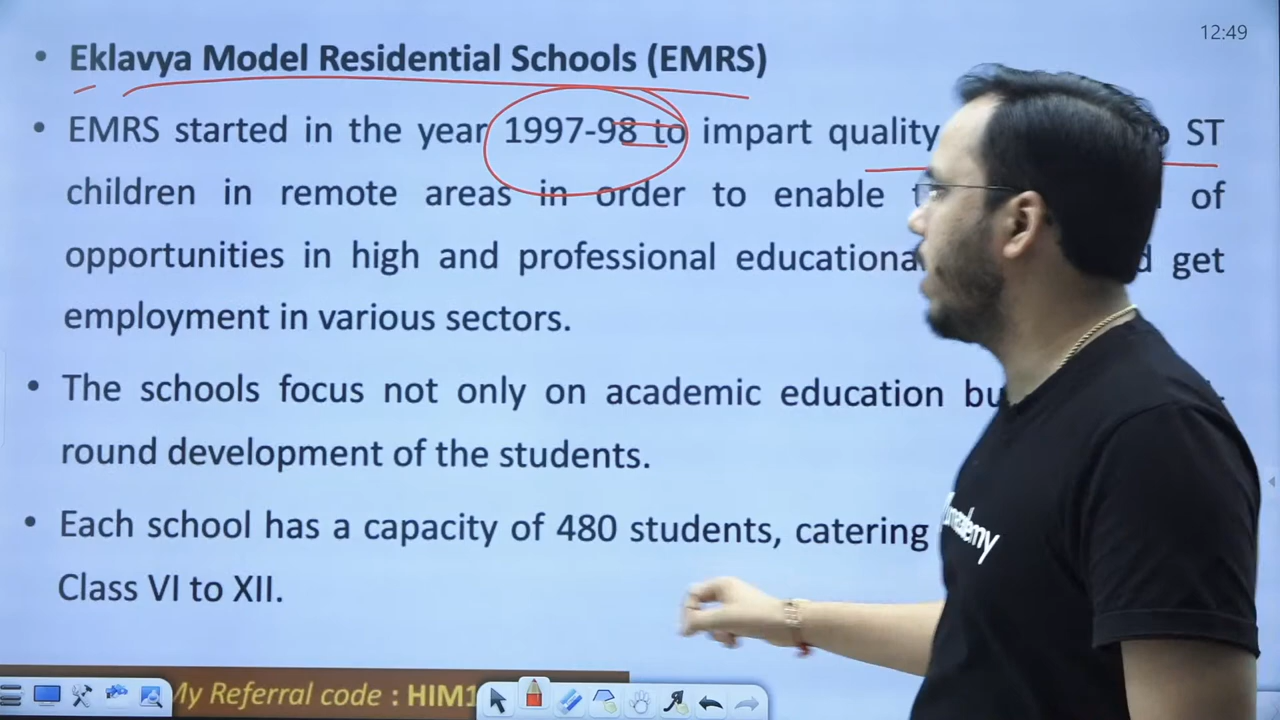 12:49
• Eklavya Model Residential Schools (EMRS)
• EMRS started in the year 1997-98 to impart quality ST
children in remote areas in order to enable of
opportunities in high and professional get
employment in various sectors.
• The schools focus not only on academic education
round development of the students.
• Each school has a capacity of 480 students, catering
Class VI to XII.
My Referral code : HIM1